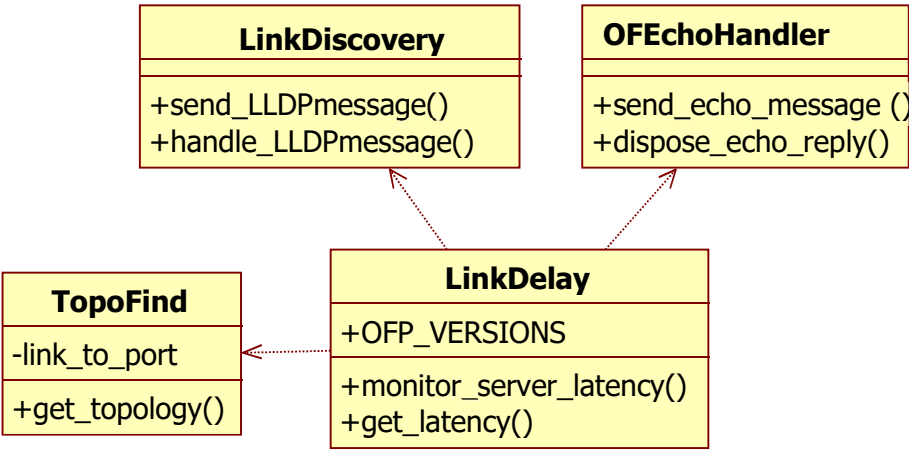 LinkDiscovery
+send_LLDPmessage()
+handle_LLDPmessage()
OFEchoHandler
+send_echo_message ()
+dispose_echo_reply()
TopoFind
-link_to_port
+get_topology()
LinkDelay
+OFP_VERSIONS
+monitor_server_latency()
+get_latency()